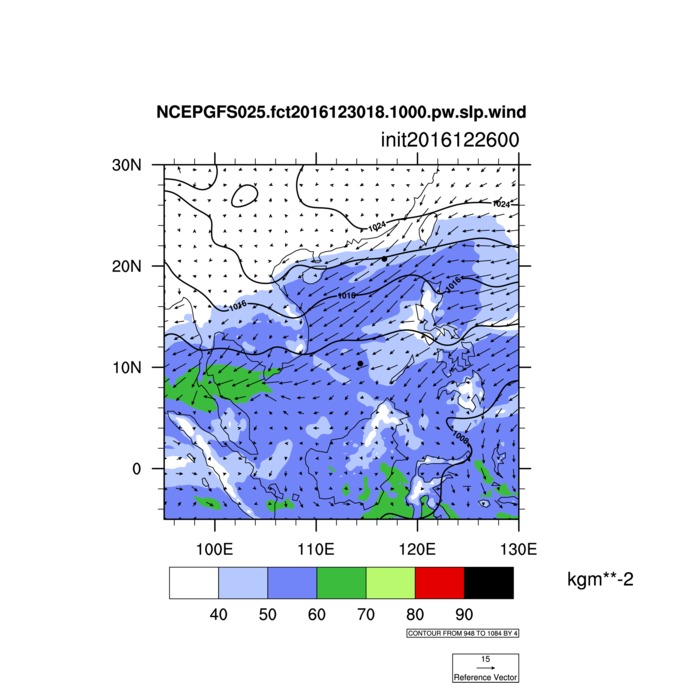 NCEPGFS025.fct2016123018.1000.pw.slp.wind
init2016122600
30N
20N
10N
0
1024
1024
1016
1016
1016
1008
100E 110E 120E 130E
kgm**-2
40 50 60 70 80 90
CONTOUR FROM 948 TO 1084 BY 4
15
Reference Vector